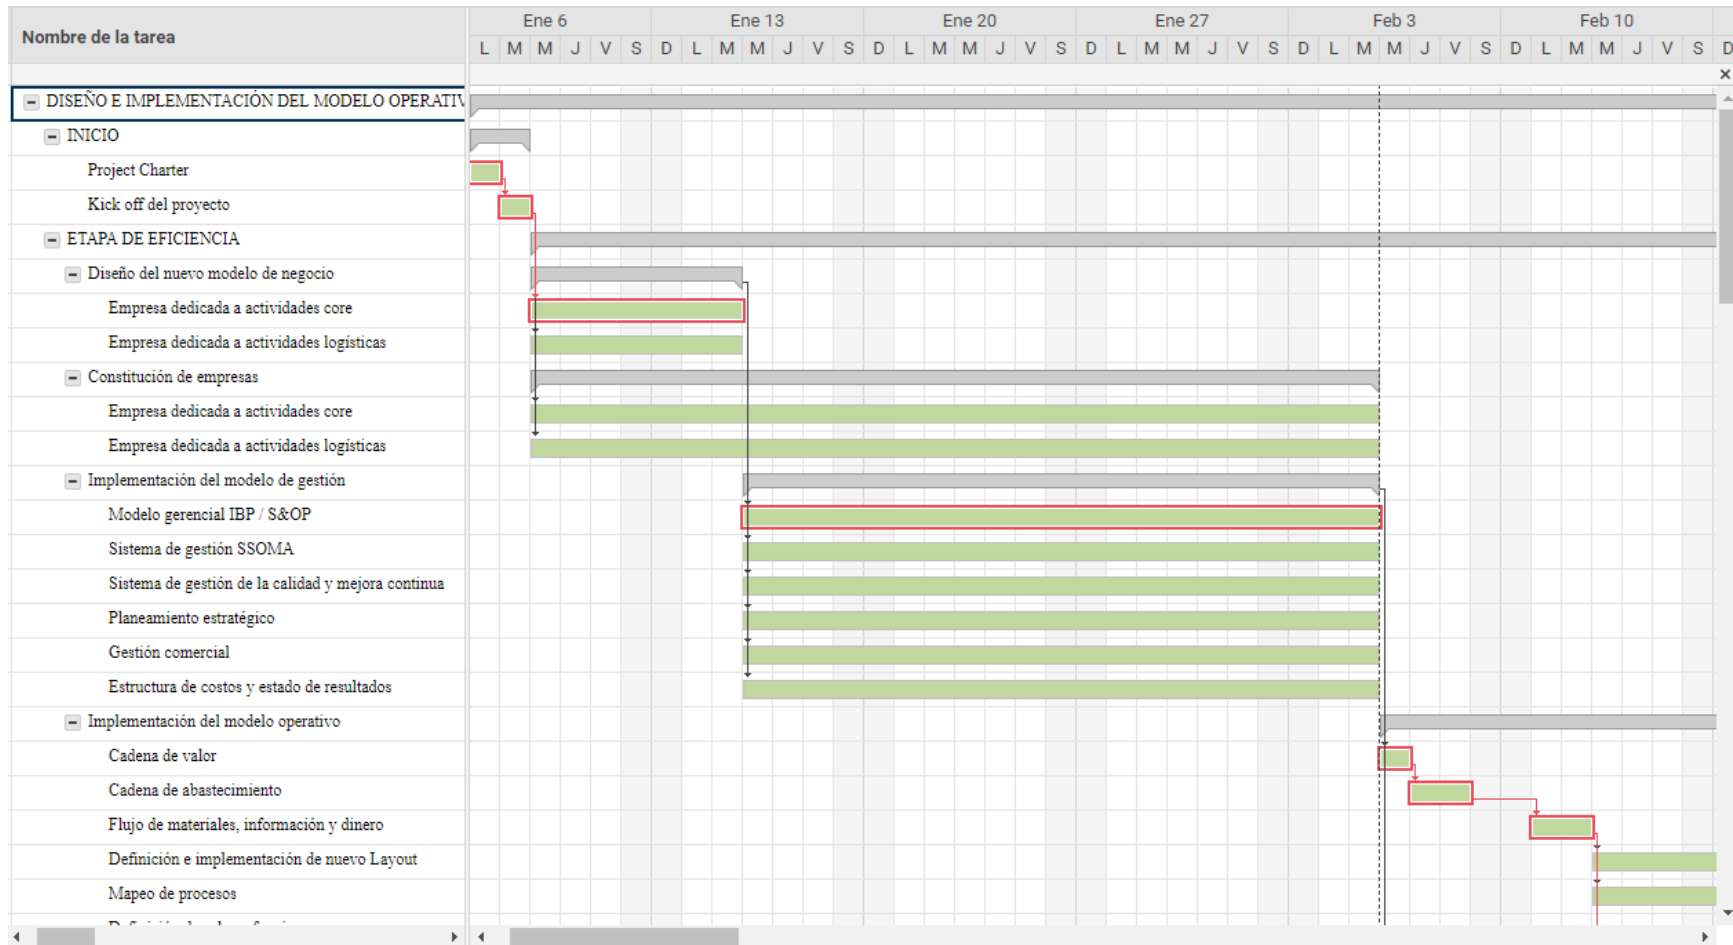 Nombre de la tarea
Ene 6 Ene 13 Ene 20 Ene 27 Feb 3 Feb 10
L M M J V S D L M M J V S D L M M J V S D L M M J V S D L M M J V S D L M M J V S D
DISEÑO E IMPLEMENTACIÓN DEL MODELO OPERATIV
INICIO
Project Charter
Kick off del proyecto
ETAPA DE EFICIENCIA
Diseño del nuevo modelo de negocio
Empresa dedicada a actividades core
Empresa dedicada a actividades logísticas
Constitución de empresas
Empresa dedicada a actividades core
Empresa dedicada a actividades logísticas
Implementación del modelo de gestión
Modelo gerencial IBP / S&OP
Sistema de gestión SSOMA
Sistema de gestión de la calidad y mejora continua
Planeamiento estratégico
Gestión comercial
Estructura de costos y estado de resultados
Implementación del modelo operativo
Cadena de valor
Cadena de abastecimiento
Flujo de materiales, información y dinero
Definición e implementación de nuevo Layout
Mapeo de procesos